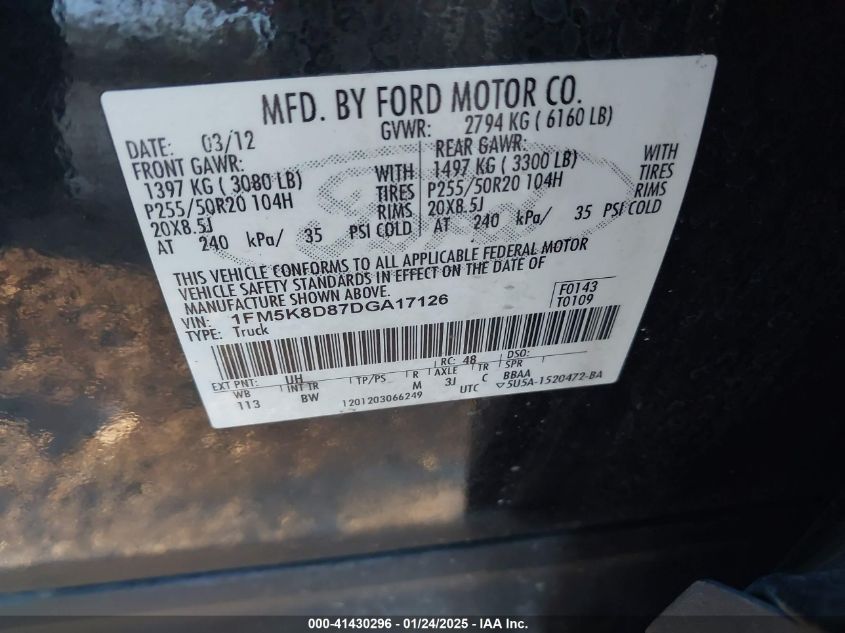 MFD. BY FORD MOTOR CO.
DATE: 03/12 GVWR: 2794 KG ( 6160 LB)
FRONT GAWR: REAR GAWR:
1397 KG ( 3080 LB) WITH 1497 KG ( 3300 LB) WITH
P255/50R20 104H TIRES P255/50R20 104H TIRES
20X8.5J RIMS 20X8.5J RIMS
AT 240 kPa/ 35 PSI COLD AT 240 kPa/ 35 PSI COLD
THIS VEHICLE CONFORMS TO ALL APPLICABLE FEDERAL MOTOR
VEHICLE SAFETY STANDARDS IN EFFECT ON THE DATE OF
MANUFACTURE SHOWN ABOVE.
VIN: 1FM5K8D87DGA17126 F0143
TYPE: Truck T0109
EXT PNT: UH RC: 48 DSO:
WB INT TR TP/PS R AXLE TR SPR
113 BW M 3J C BBAA
1201203066249 UTC ▽5U5A-1520472-BA
000-41430296 - 01/24/2025 - IAA Inc.